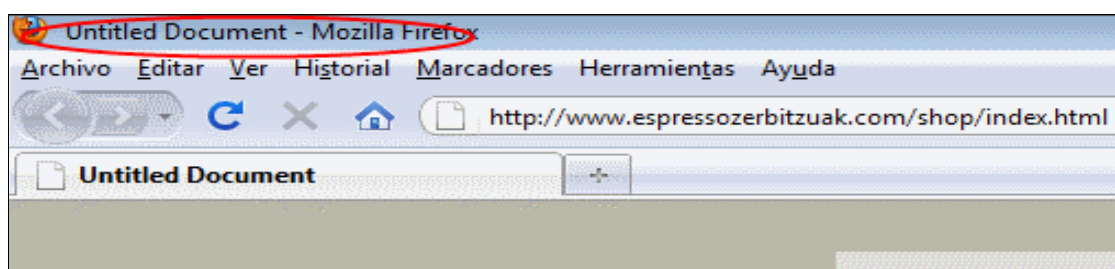 Untitled Document - Mozilla Firefox
Archivo Editar Ver Historial Marcadores Herramientas Ayuda
http://www.espressozerbitzuak.com/shop/index.html
Untitled Document